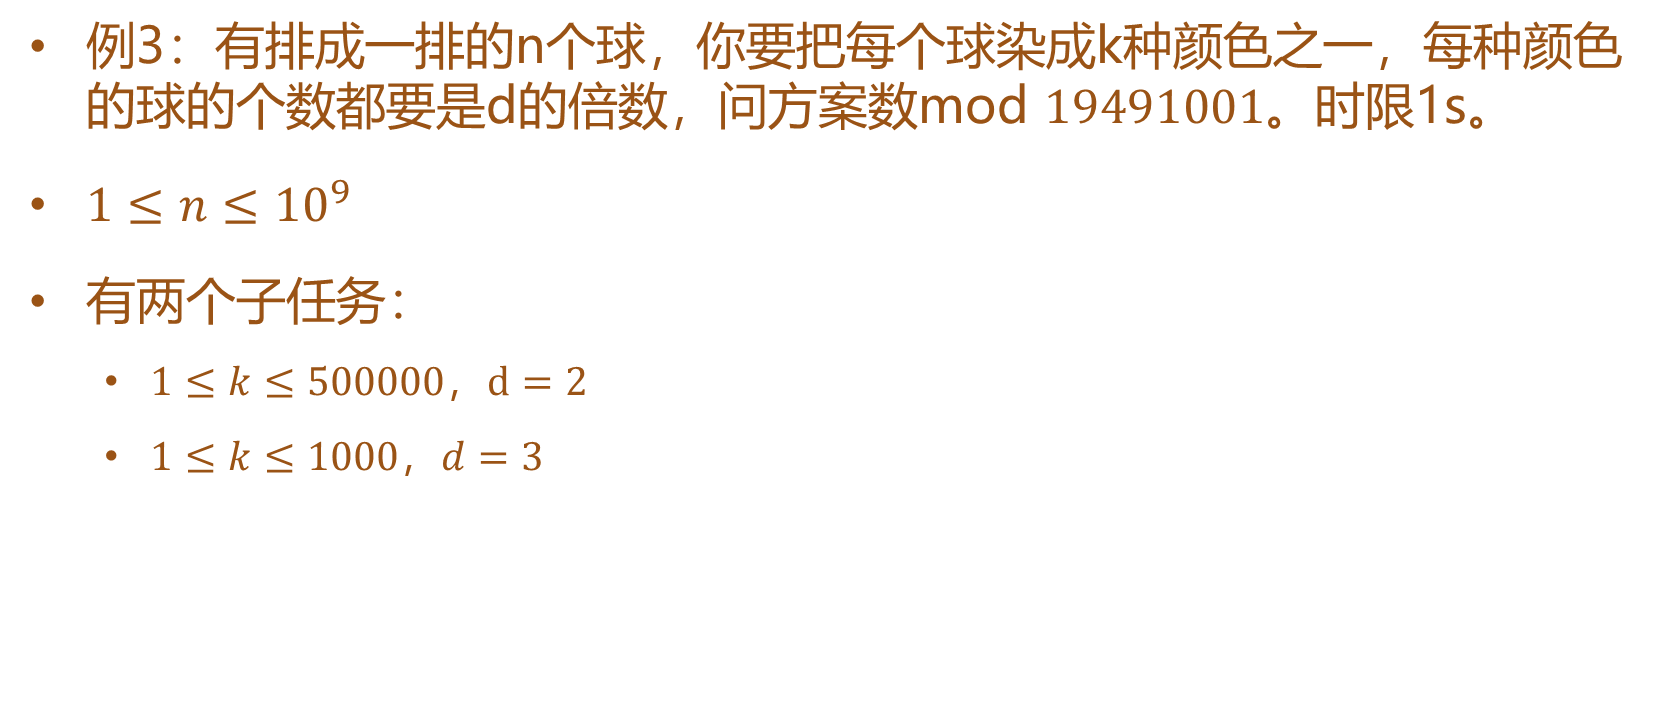 • 例3：有排成一排的n个球，你要把每个球染成k种颜色之一，每种颜色
的球的个数都要是d的倍数，问方案数mod 19491001。时限1s。
• 1 ≤ n ≤ 10⁹
• 有两个子任务：
• 1 ≤ k ≤ 500000，d = 2
• 1 ≤ k ≤ 1000，d = 3